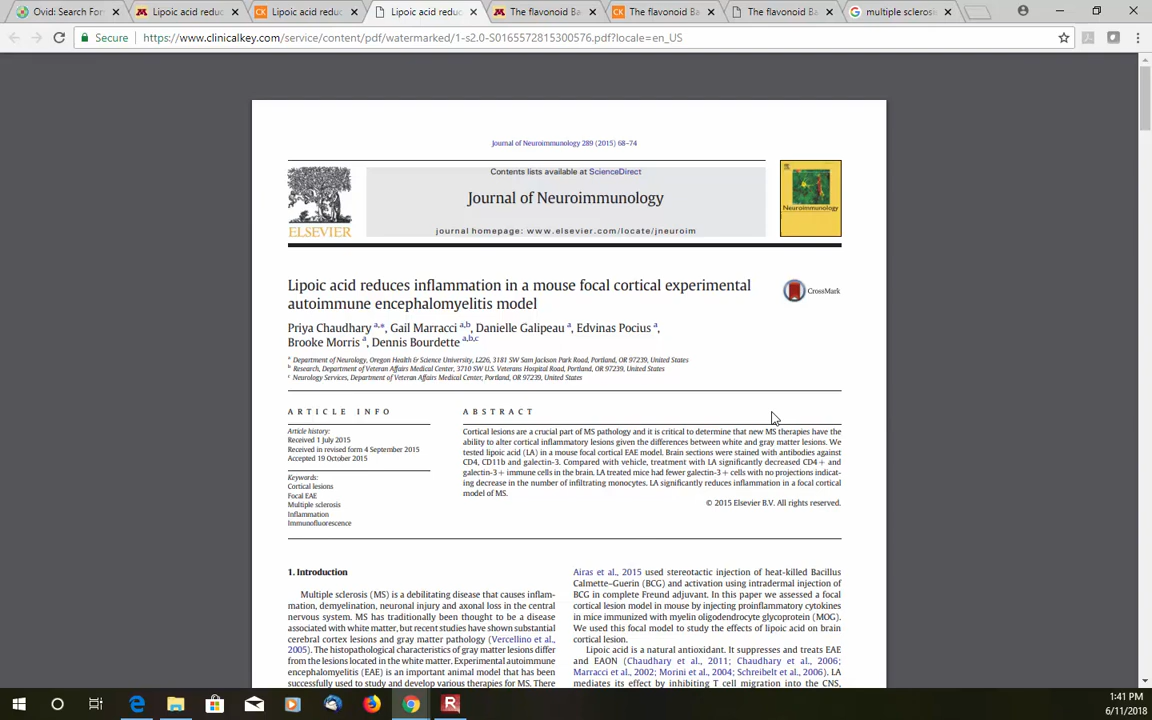 Ovid: Search For
Lipoic acid reduc
Lipoic acid reduc
Lipoic acid reduc
The flavonoid Ba
The flavonoid Ba
The flavonoid Ba
multiple sclerosis
Secure
https://www.clinicalkey.com/service/content/pdf/watermarked/1-s2.0-S0165572815300576.pdf?locale=en_US
Journal of Neuroimmunology 289 (2015) 68–74
Contents lists available at ScienceDirect
Journal of Neuroimmunology
journal homepage: www.elsevier.com/locate/jneuroim
ELSEVIER
Neuroimmunology
Lipoic acid reduces inflammation in a mouse focal cortical experimental
autoimmune encephalomyelitis model
CrossMark
Priya Chaudhary a,*, Gail Marracci a,b, Danielle Galipeau a, Edvinas Pocius a,
Brooke Morris a, Dennis Bourdette a,b,c
a Department of Neurology, Oregon Health & Science University, L226, 3181 SW Sam Jackson Park Road, Portland, OR 97239, United States
b Research, Department of Veteran Affairs Medical Center, 3710 SW U.S. Veterans Hospital Road, Portland, OR 97239, United States
c Neurology Services, Department of Veteran Affairs Medical Center, Portland, OR 97239, United States
ARTICLE INFO
Article history:
Received 1 July 2015
Received in revised form 4 September 2015
Accepted 19 October 2015
Keywords:
Cortical lesions
Focal EAE
Multiple sclerosis
Inflammation
Immunofluorescence
ABSTRACT
Cortical lesions are a crucial part of MS pathology and it is critical to determine that new MS therapies have the
ability to alter cortical inflammatory lesions given the differences between white and gray matter lesions. We
tested lipoic acid (LA) in a mouse focal cortical EAE model. Brain sections were stained with antibodies against
CD4, CD11b and galectin-3. Compared with vehicle, treatment with LA significantly decreased CD4+ and
galectin-3+ immune cells in the brain. LA treated mice had fewer galectin-3+ cells with no projections indicat-
ing decrease in the number of infiltrating monocytes. LA significantly reduces inflammation in a focal cortical
model of MS.
© 2015 Elsevier B.V. All rights reserved.
1. Introduction
Multiple sclerosis (MS) is a debilitating disease that causes inflam-
mation, demyelination, neuronal injury and axonal loss in the central
nervous system. MS has traditionally been thought to be a disease
associated with white matter, but recent studies have shown substantial
cerebral cortex lesions and gray matter pathology (Vercellino et al.,
2005). The histopathological characteristics of gray matter lesions differ
from the lesions located in the white matter. Experimental autoimmune
encephalomyelitis (EAE) is an important animal model that has been
successfully used to study and develop various therapies for MS. There
Airas et al., 2015 used stereotactic injection of heat-killed Bacillus
Calmette–Guerin (BCG) and activation using intradermal injection of
BCG in complete Freund adjuvant. In this paper we assessed a focal
cortical lesion model in mouse by injecting proinflammatory cytokines
in mice immunized with myelin oligodendrocyte glycoprotein (MOG).
We used this focal model to study the effects of lipoic acid on brain
cortical lesion.
Lipoic acid is a natural antioxidant. It suppresses and treats EAE
and EAON (Chaudhary et al., 2011; Chaudhary et al., 2006;
Marracci et al., 2002; Morini et al., 2004; Schreibelt et al., 2006). LA
mediates its effect by inhibiting T cell migration into the CNS,
1:41 PM
6/11/2018